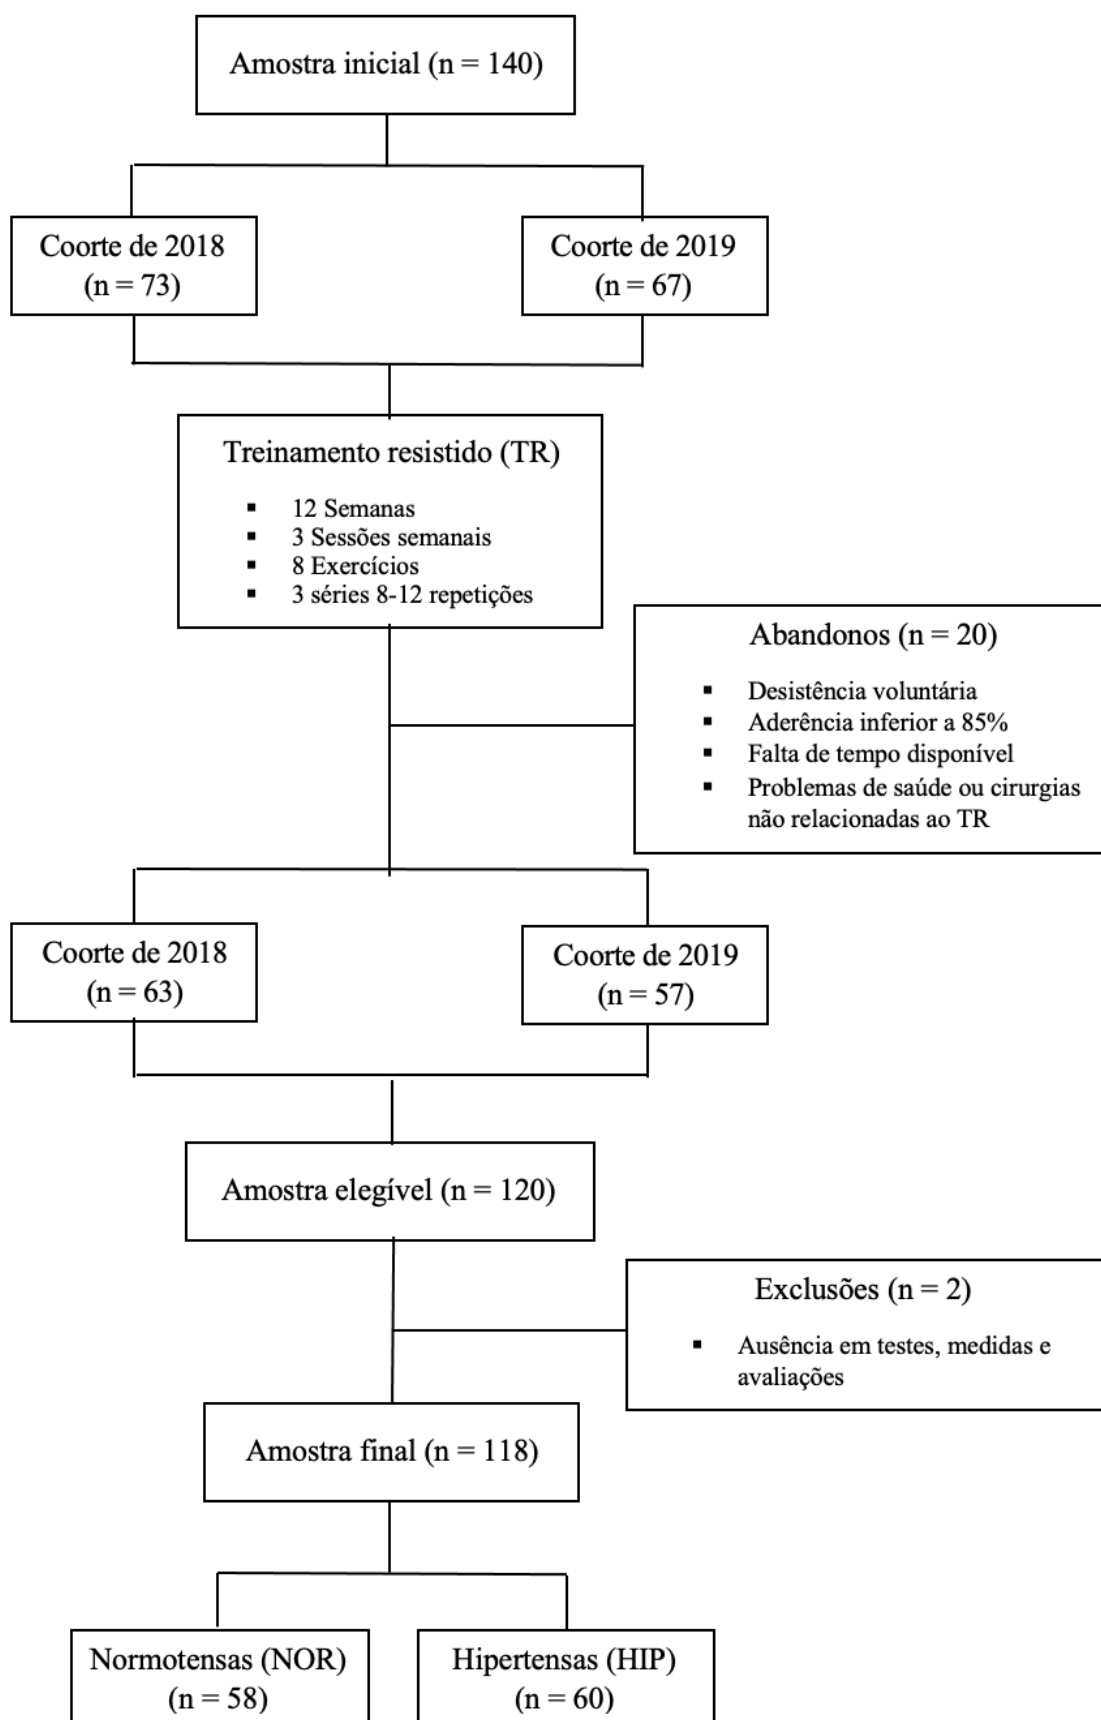 Amostra inicial (n = 140)
Coorte de 2018
(n = 73)
Coorte de 2019
(n = 67)
Treinamento resistido (TR)
▪ 12 Semanas
▪ 3 Sessões semanais
▪ 8 Exercícios
▪ 3 séries 8-12 repetições
Abandonos (n = 20)
▪ Desistência voluntária
▪ Aderência inferior a 85%
▪ Falta de tempo disponível
▪ Problemas de saúde ou cirurgias
não relacionadas ao TR
Coorte de 2018
(n = 63)
Coorte de 2019
(n = 57)
Amostra elegível (n = 120)
Exclusões (n = 2)
▪ Ausência em testes, medidas e
avaliações
Amostra final (n = 118)
Normotensas (NOR)
(n = 58)
Hipertensas (HIP)
(n = 60)